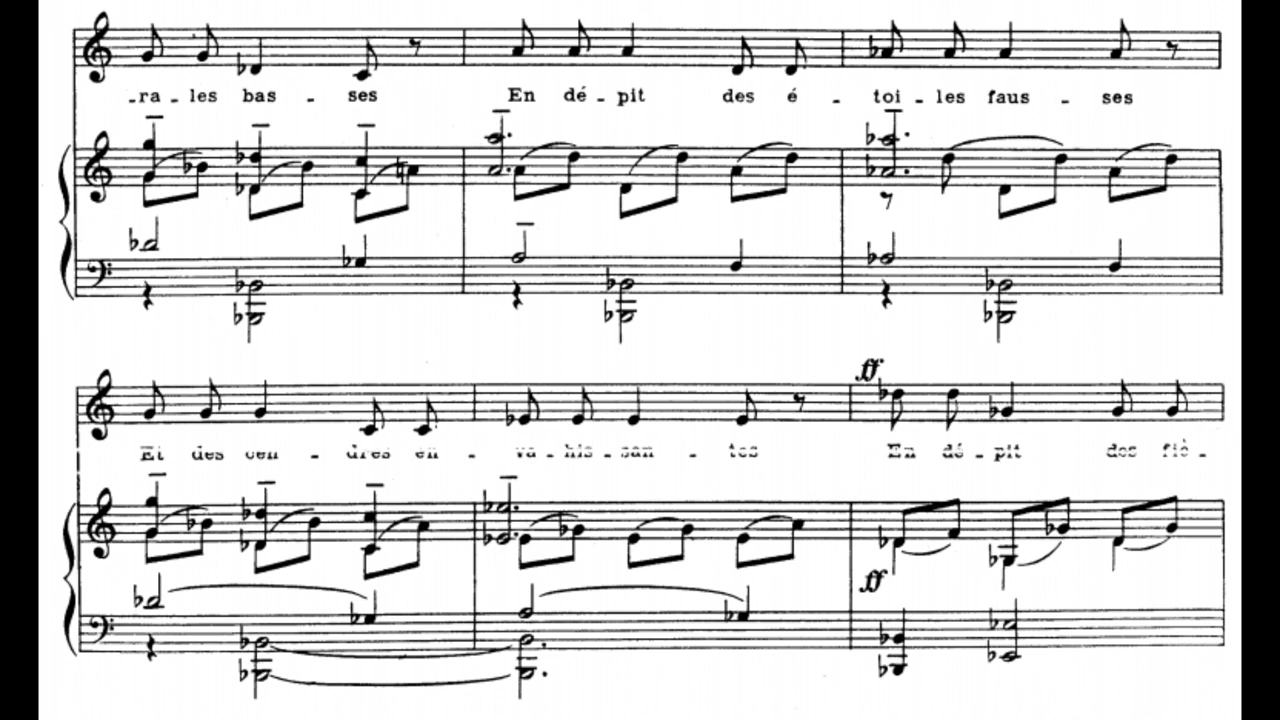 -ra - les bas - ses En dé - pit des é - toi - les faus - ses
ff
Et des cen - dres en - va - his - san - tes En dé - pit des fiè -
ff